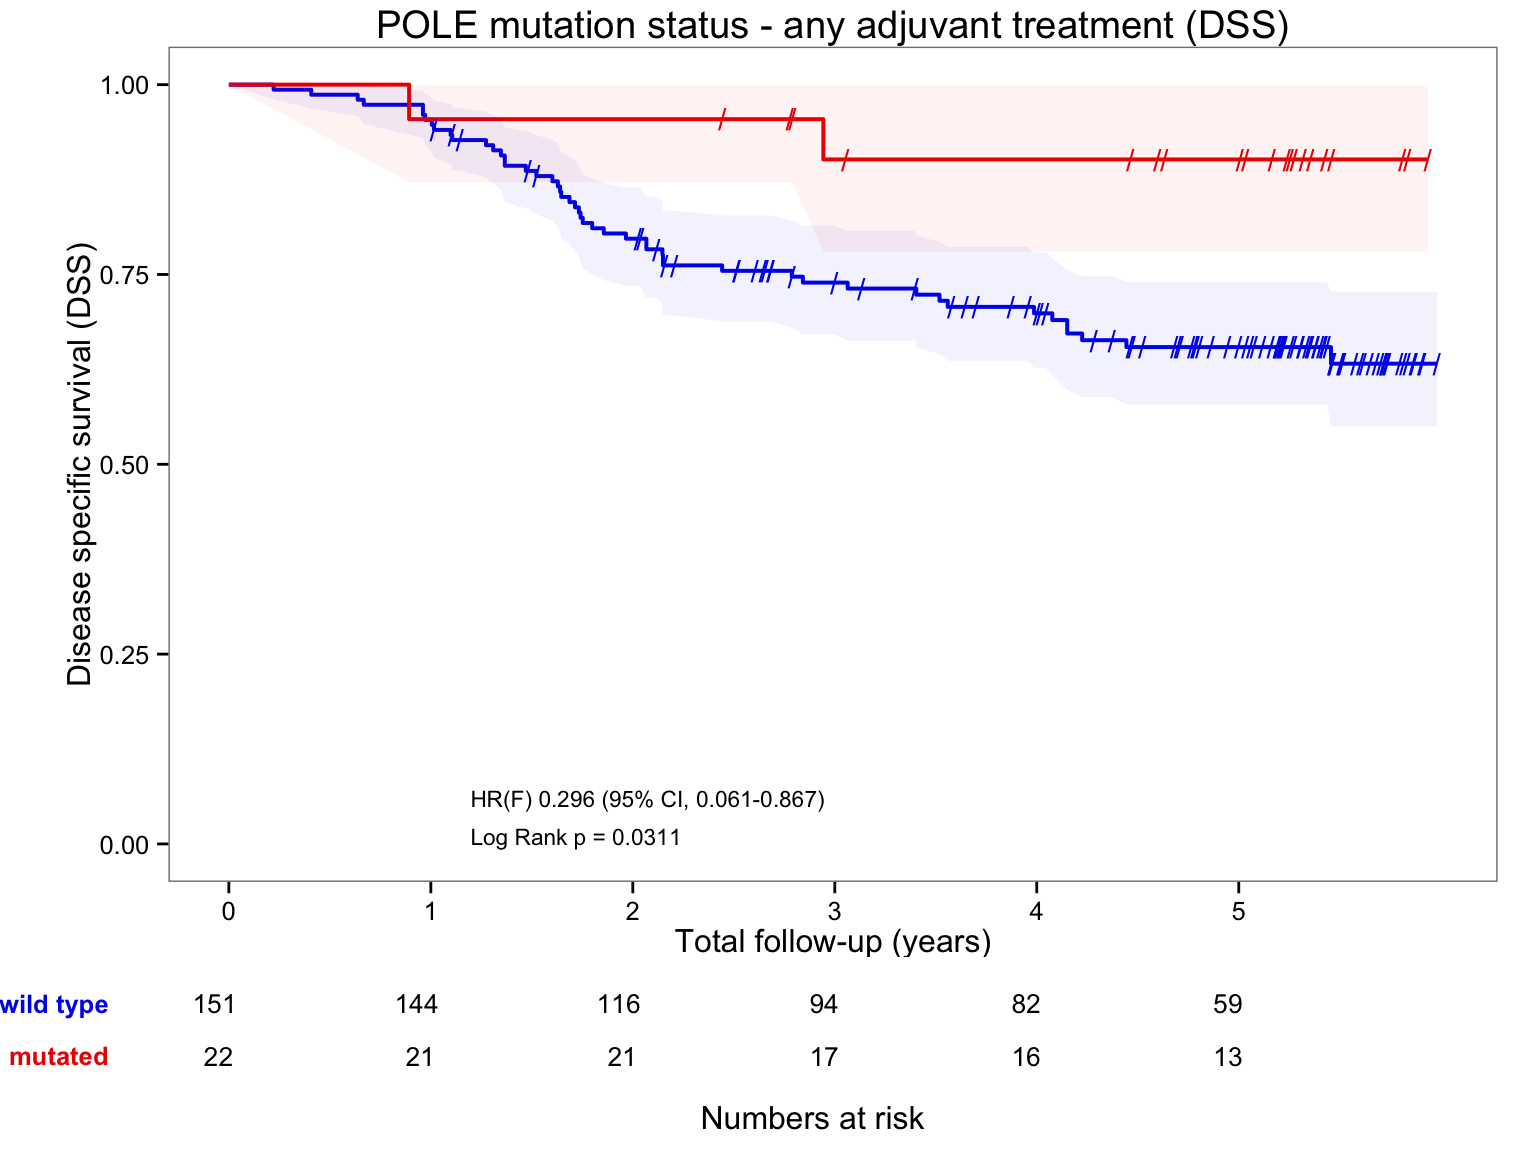 POLE mutation status - any adjuvant treatment (DSS)
Disease specific survival (DSS)
1.00
0.75
0.50
0.25
0.00
HR(F) 0.296 (95% CI, 0.061-0.867)
Log Rank p = 0.0311
0 1 2 3 4 5
Total follow-up (years)
wild type 151 144 116 94 82 59
mutated 22 21 21 17 16 13
Numbers at risk